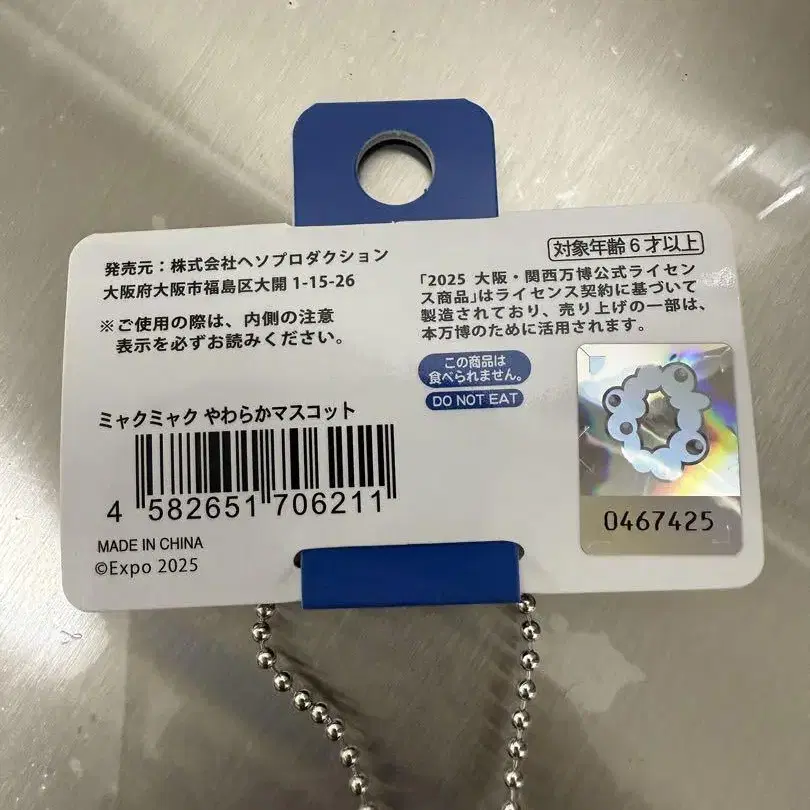 発売元：株式会社ヘソプロダクション
大阪府大阪市福島区大開 1-15-26
※ご使用の際は、内側の注意
表示を必ずお読みください。
対象年齢６才以上
「2025 大阪・関西万博公式ライセン
ス商品」はライセンス契約に基づいて
製造されており、売り上げの一部は、
本万博のために活用されます。
この商品は
食べられません。
DO NOT EAT
ミャクミャク やわらかマスコット
4 582651 706211
MADE IN CHINA
©Expo 2025
0467425